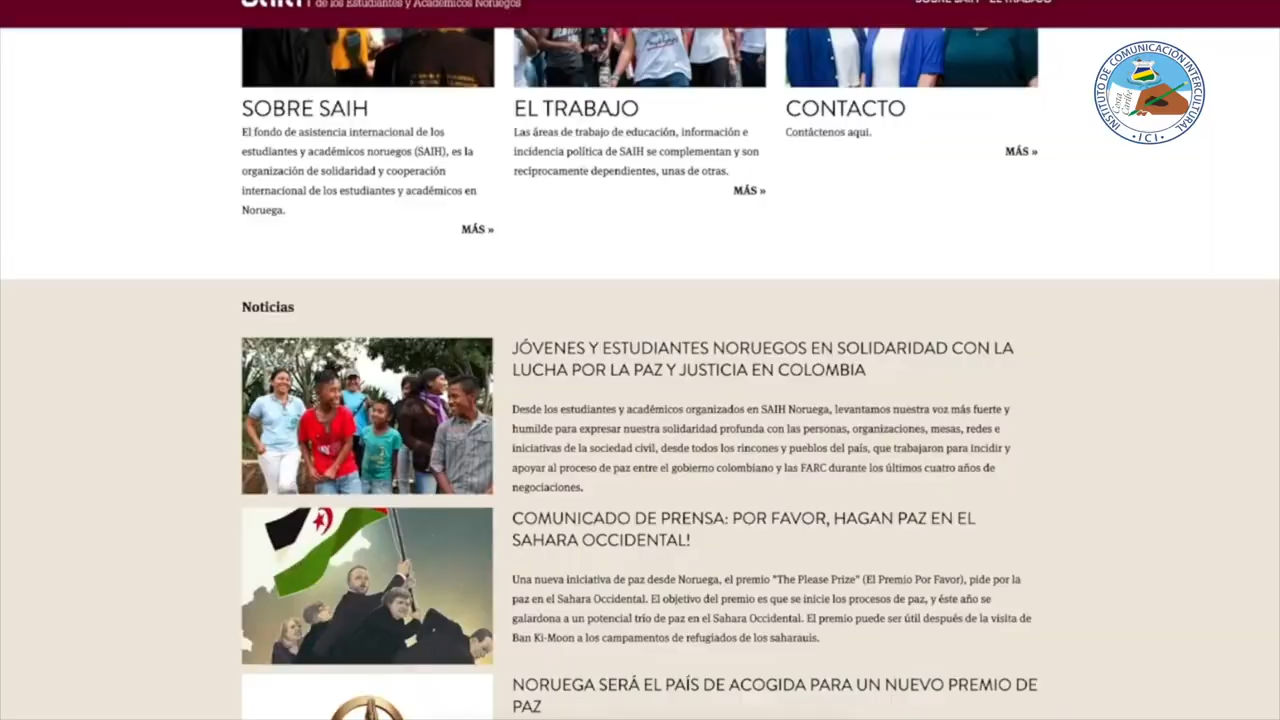 de los Estudiantes y Académicos Noruegos
SOBRE SAIH
EL TRABAJO
CONTACTO
El fondo de asistencia internacional de los
estudiantes y académicos noruegos (SAIH), es la
organización de solidaridad y cooperación
internacional de los estudiantes y académicos en
Noruega.
MÁS »
Las áreas de trabajo de educación, información e
incidencia política de SAIH se complementan y son
recíprocamente dependientes, unas de otras.
MÁS »
Contáctenos aqui.
MÁS »
INSTITUTO DE COMUNICACIÓN INTERCULTURAL
· ICI ·
Noticias
JÓVENES Y ESTUDIANTES NORUEGOS EN SOLIDARIDAD CON LA
LUCHA POR LA PAZ Y JUSTICIA EN COLOMBIA
Desde los estudiantes y académicos organizados en SAIH Noruega, levantamos nuestra voz más fuerte y
humilde para expresar nuestra solidaridad profunda con las personas, organizaciones, mesas, redes e
iniciativas de la sociedad civil, desde todos los rincones y pueblos del país, que trabajaron para incidir y
apoyar al proceso de paz entre el gobierno colombiano y las FARC durante los últimos cuatro años de
negociaciones.
COMUNICADO DE PRENSA: POR FAVOR, HAGAN PAZ EN EL
SAHARA OCCIDENTAL!
Una nueva iniciativa de paz desde Noruega, el premio "The Please Prize" (El Premio Por Favor), pide por la
paz en el Sahara Occidental. El objetivo del premio es que se inicie los procesos de paz, y éste año se
galardona a un potencial trío de paz en el Sahara Occidental. El premio puede ser útil después de la visita de
Ban Ki-Moon a los campamentos de refugiados de los saharauis.
NORUEGA SERÁ EL PAÍS DE ACOGIDA PARA UN NUEVO PREMIO DE
PAZ